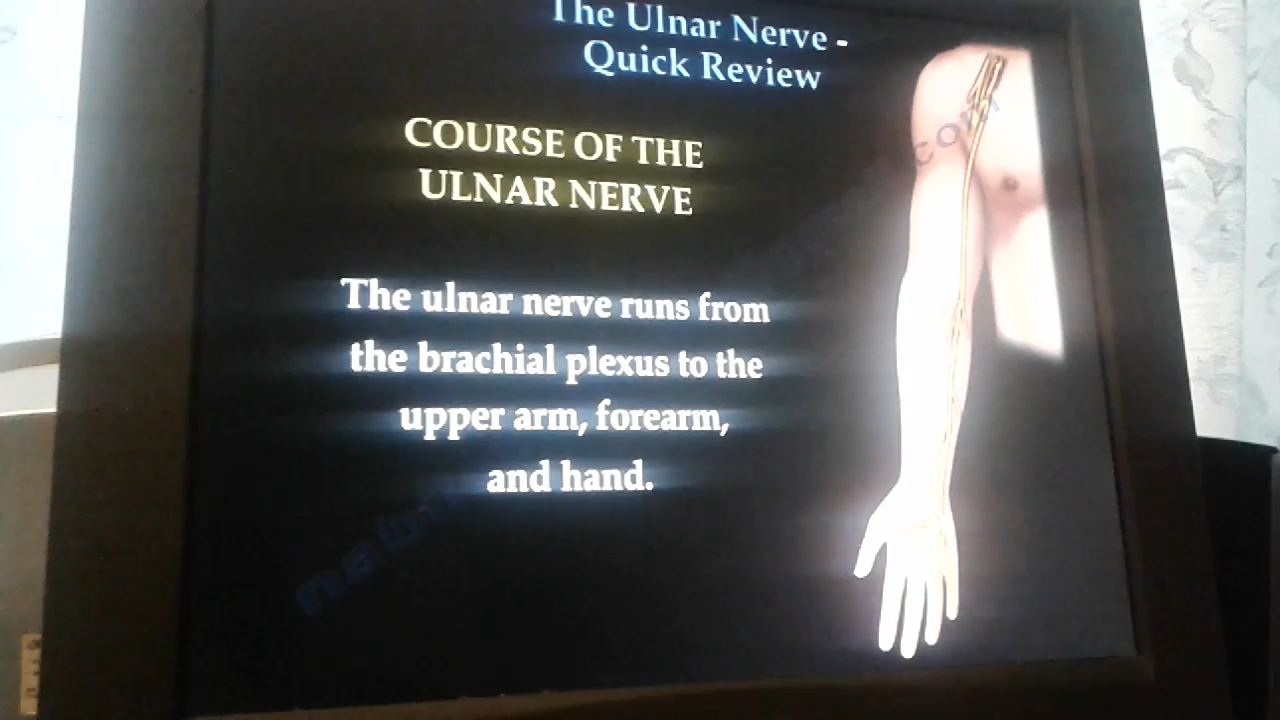 The Ulnar Nerve -
Quick Review
COURSE OF THE
ULNAR NERVE
The ulnar nerve runs from
the brachial plexus to the
upper arm, forearm,
and hand.
com